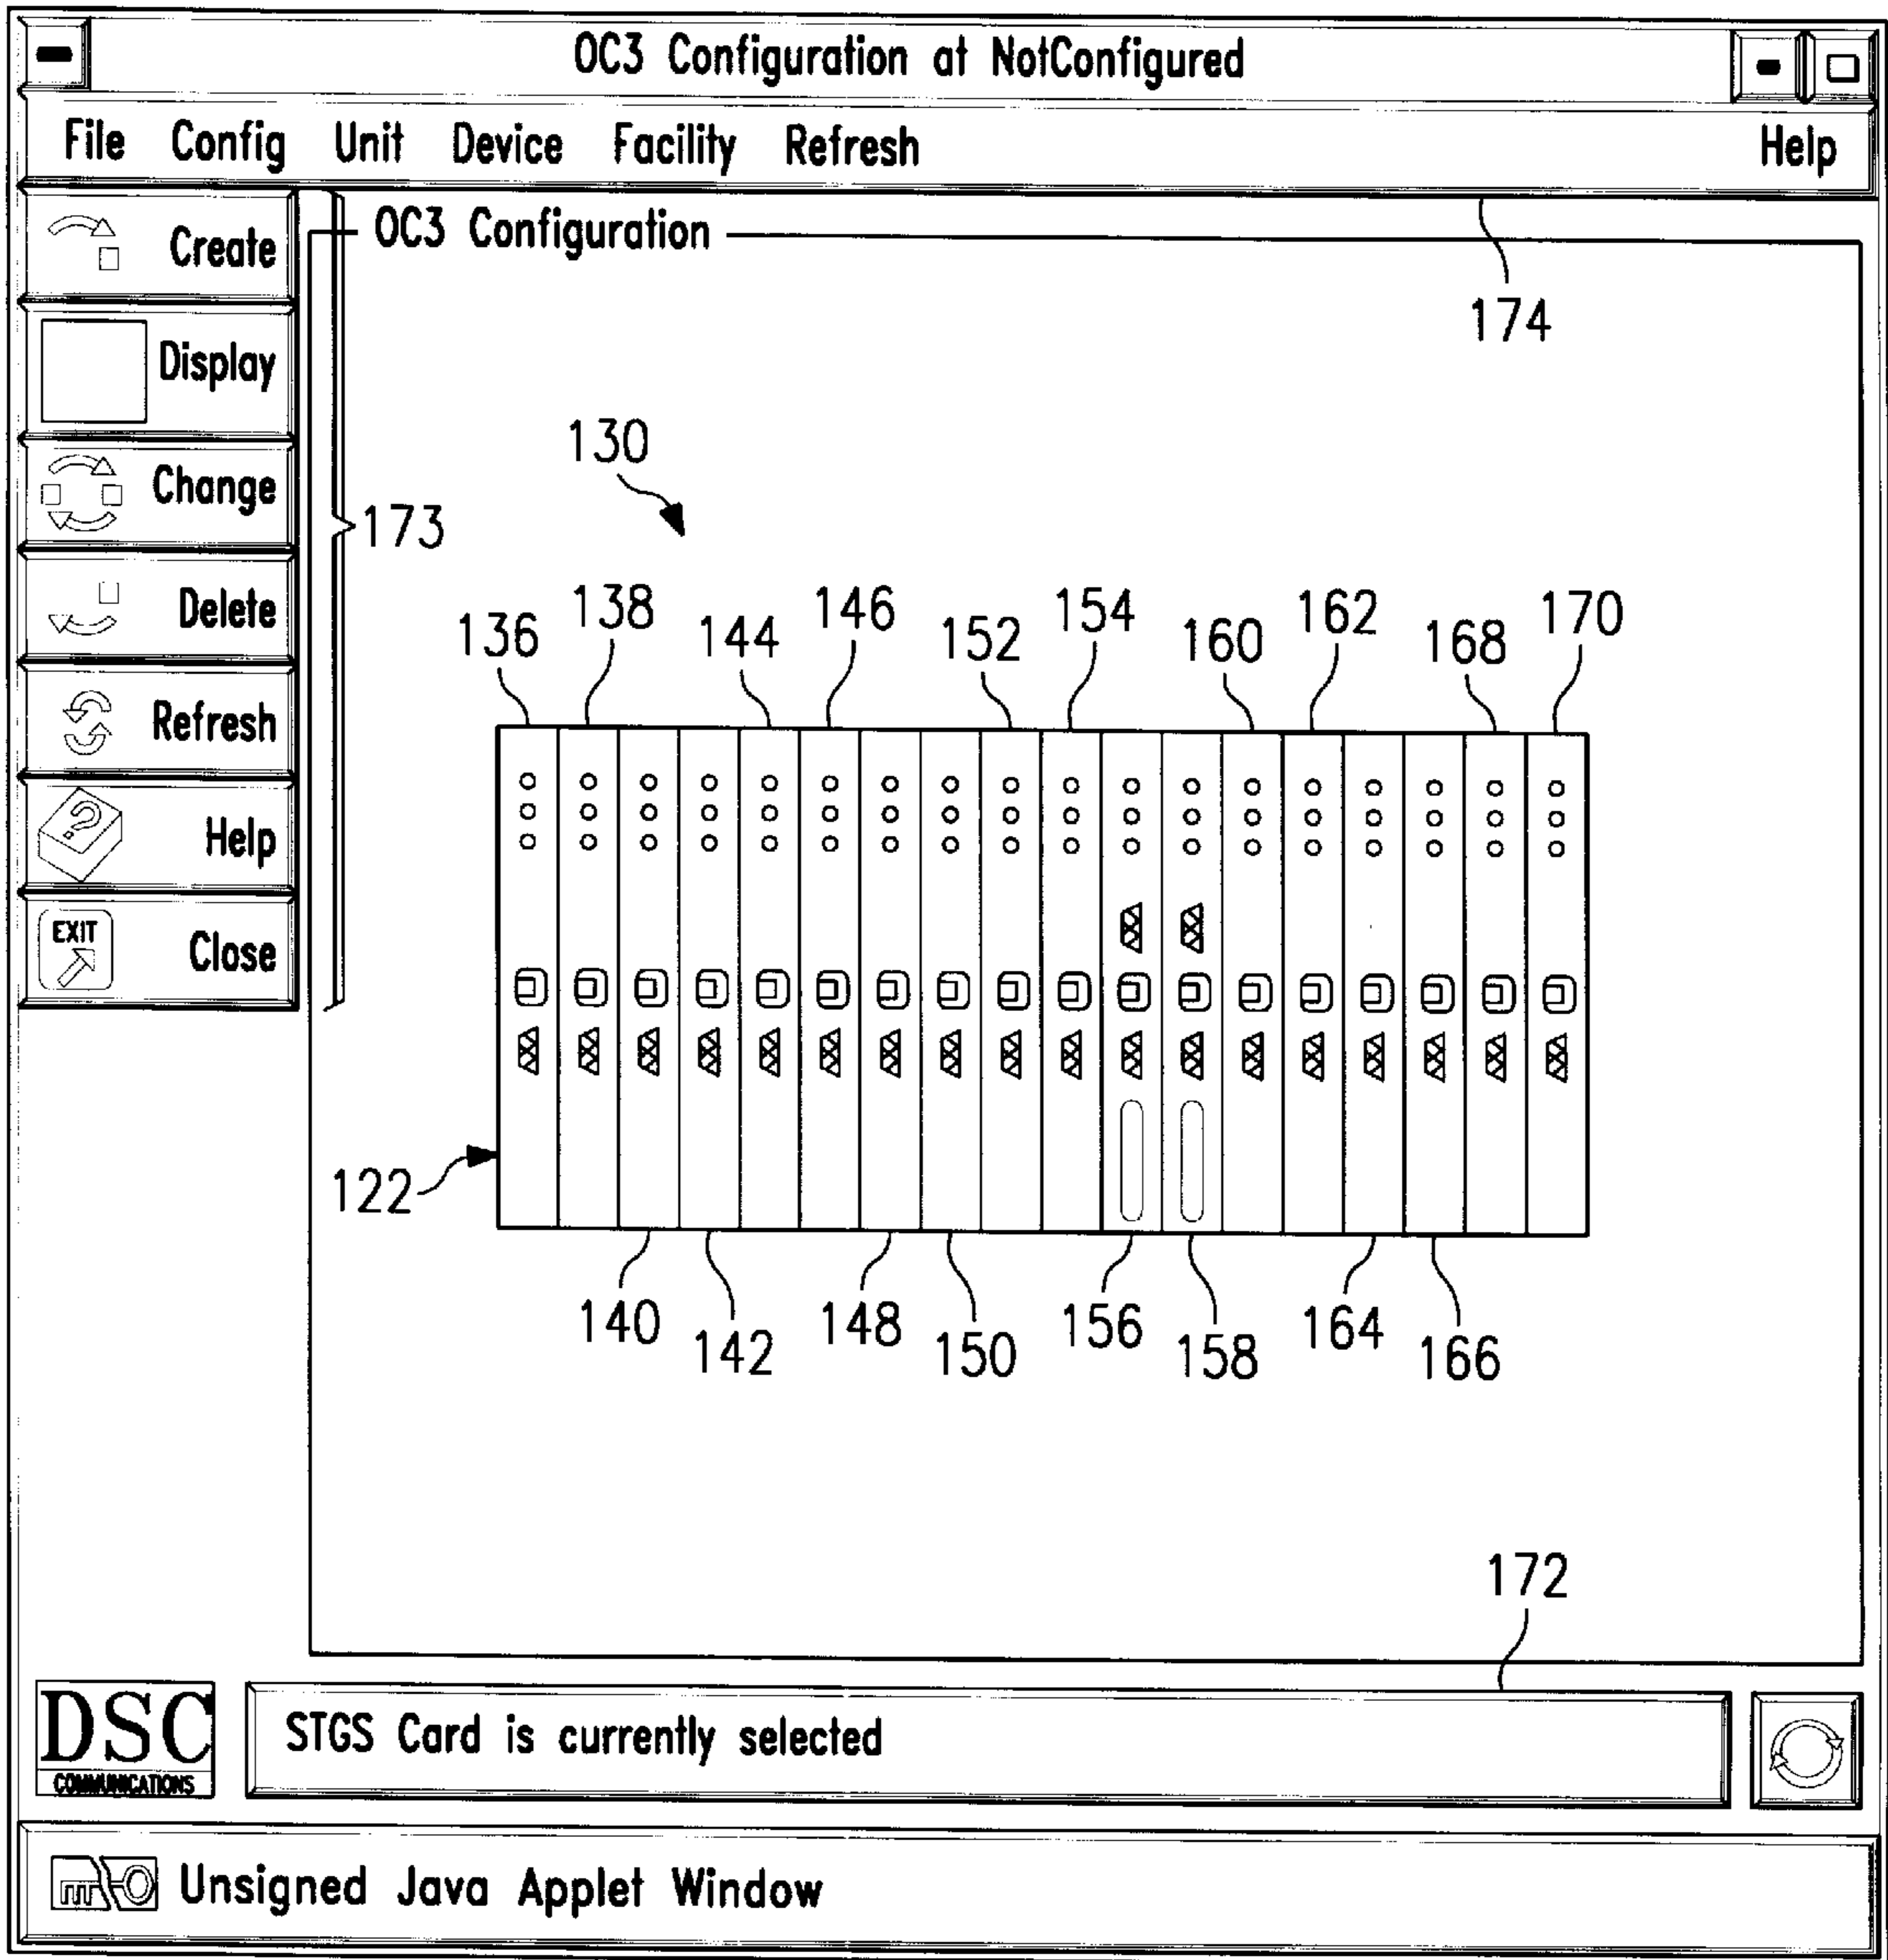 OC3 Configuration at NotConfigured
File Config Unit Device Facility Refresh Help
Create
Display
Change
Delete
Refresh
?
Help
EXIT
Close
OC3 Configuration
174
130
173
136 138 144 146 152 154 160 162 168 170
122
140 142 148 150 156 158 164 166
172
DSC
COMMUNICATIONS
STGS Card is currently selected
Unsigned Java Applet Window